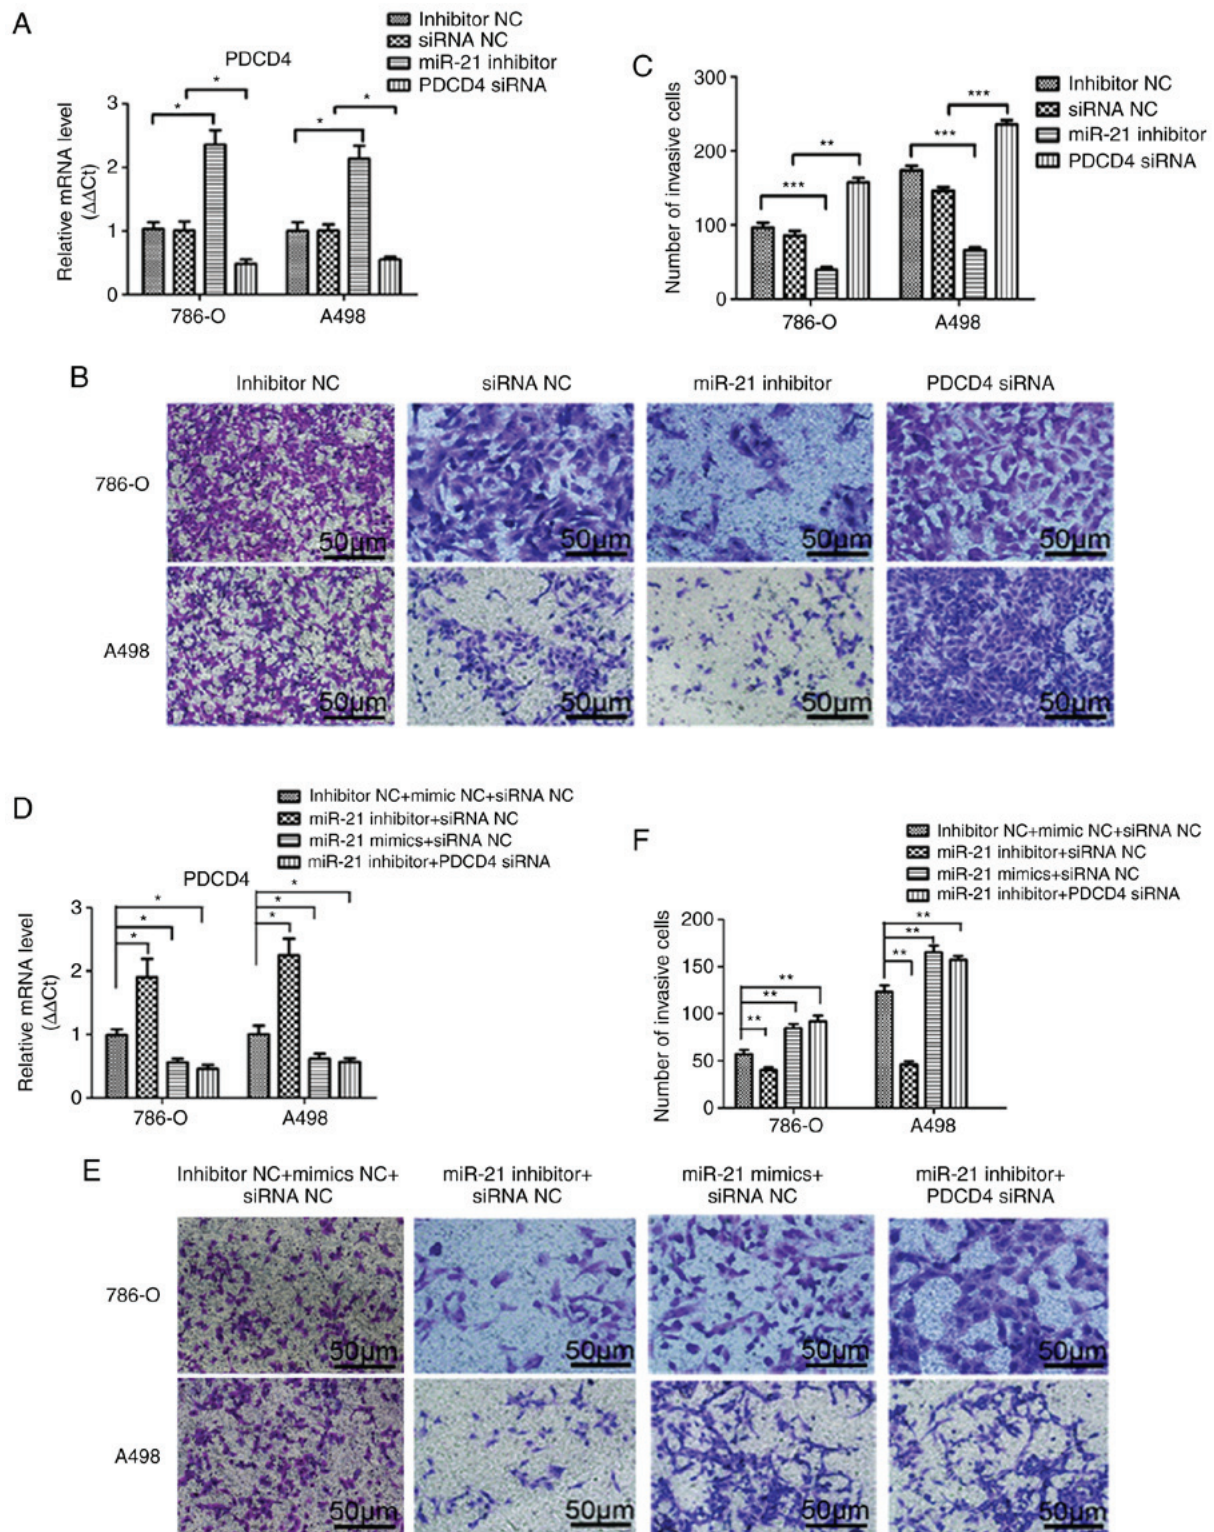 A
Inhibitor NC
siRNA NC
miR-21 inhibitor
PDCD4 siRNA
PDCD4
Relative mRNA level
(ΔΔCt)
3
2
1
0
*
*
*
*
786-O
A498
C
Inhibitor NC
siRNA NC
miR-21 inhibitor
PDCD4 siRNA
Number of invasive cells
300
200
100
0
***
**
***
***
786-O
A498
B
Inhibitor NC
siRNA NC
miR-21 inhibitor
PDCD4 siRNA
786-O
50μm
50μm
50μm
50μm
A498
50μm
50μm
50μm
50μm
D
Inhibitor NC+mimic NC+siRNA NC
miR-21 inhibitor+siRNA NC
miR-21 mimics+siRNA NC
miR-21 inhibitor+PDCD4 siRNA
PDCD4
Relative mRNA level
(ΔΔCt)
3
2
1
0
*
*
*
*
*
*
786-O
A498
F
Inhibitor NC+mimic NC+siRNA NC
miR-21 inhibitor+siRNA NC
miR-21 mimics+siRNA NC
miR-21 inhibitor+PDCD4 siRNA
Number of invasive cells
200
150
100
50
0
**
**
**
**
**
**
786-O
A498
E
Inhibitor NC+mimics NC+
siRNA NC
miR-21 inhibitor+
siRNA NC
miR-21 mimics+
siRNA NC
miR-21 inhibitor+
PDCD4 siRNA
786-O
50μm
50μm
50μm
50μm
A498
50μm
50μm
50μm
50μm